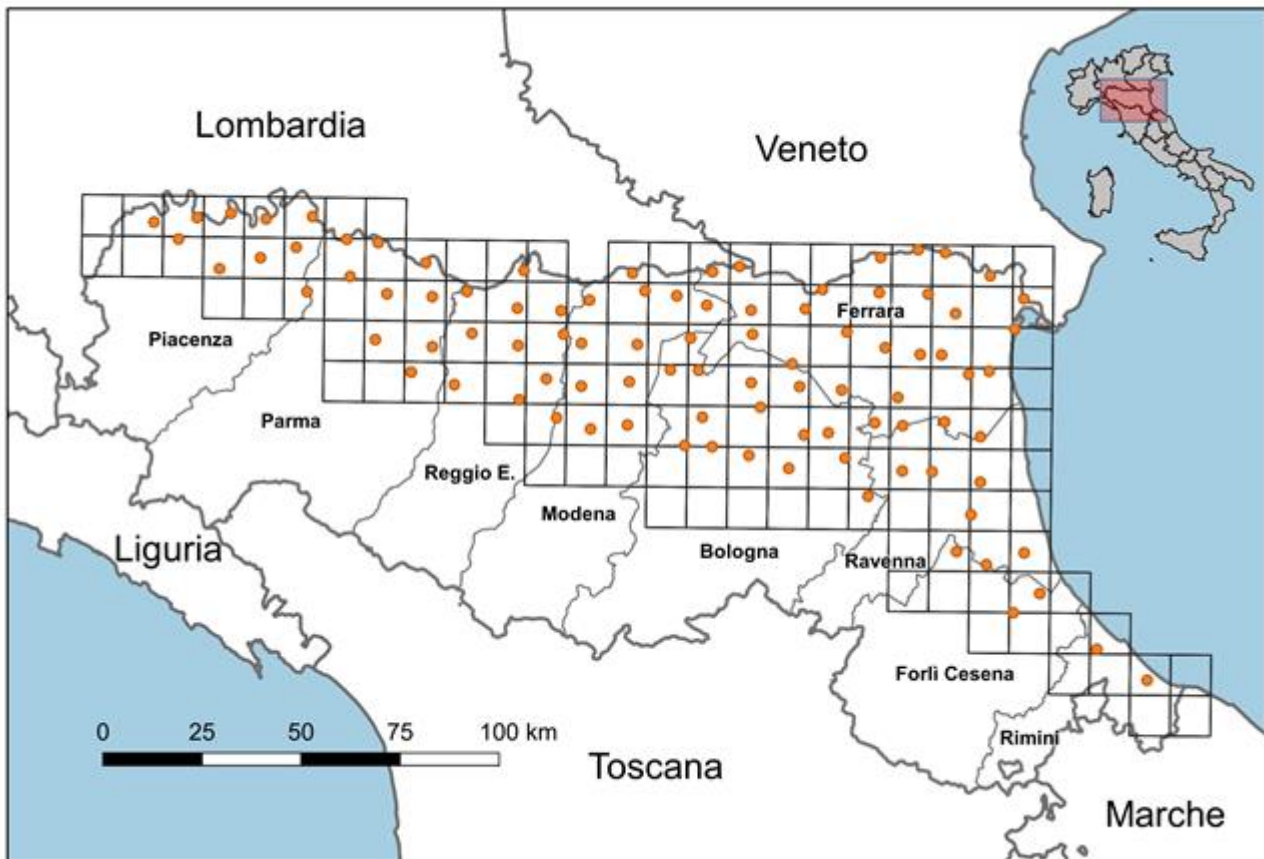 Lombardia
Veneto
Ferrara
Piacenza
Parma
Reggio E.
Modena
Liguria
Bologna
Ravenna
Forlì Cesena
0 25 50 75 100 km
Rimini
Toscana
Marche